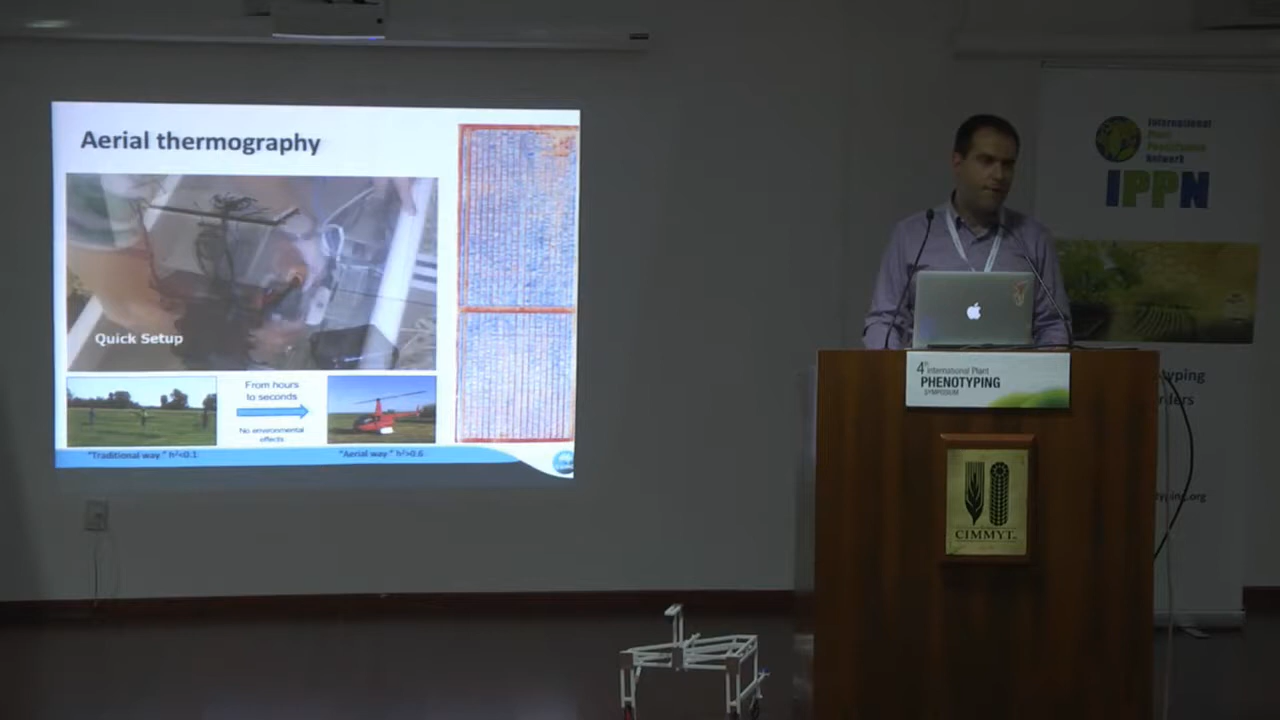 Aerial thermography
Quick Setup
From hours
to seconds
No environmental
effects
"Traditional way " h²<0.1
"Aerial way " h²>0.6
International
Plant
Phenotyping
Network
IPPN
4th International Plant
PHENOTYPING
SYMPOSIUM
CIMMYT